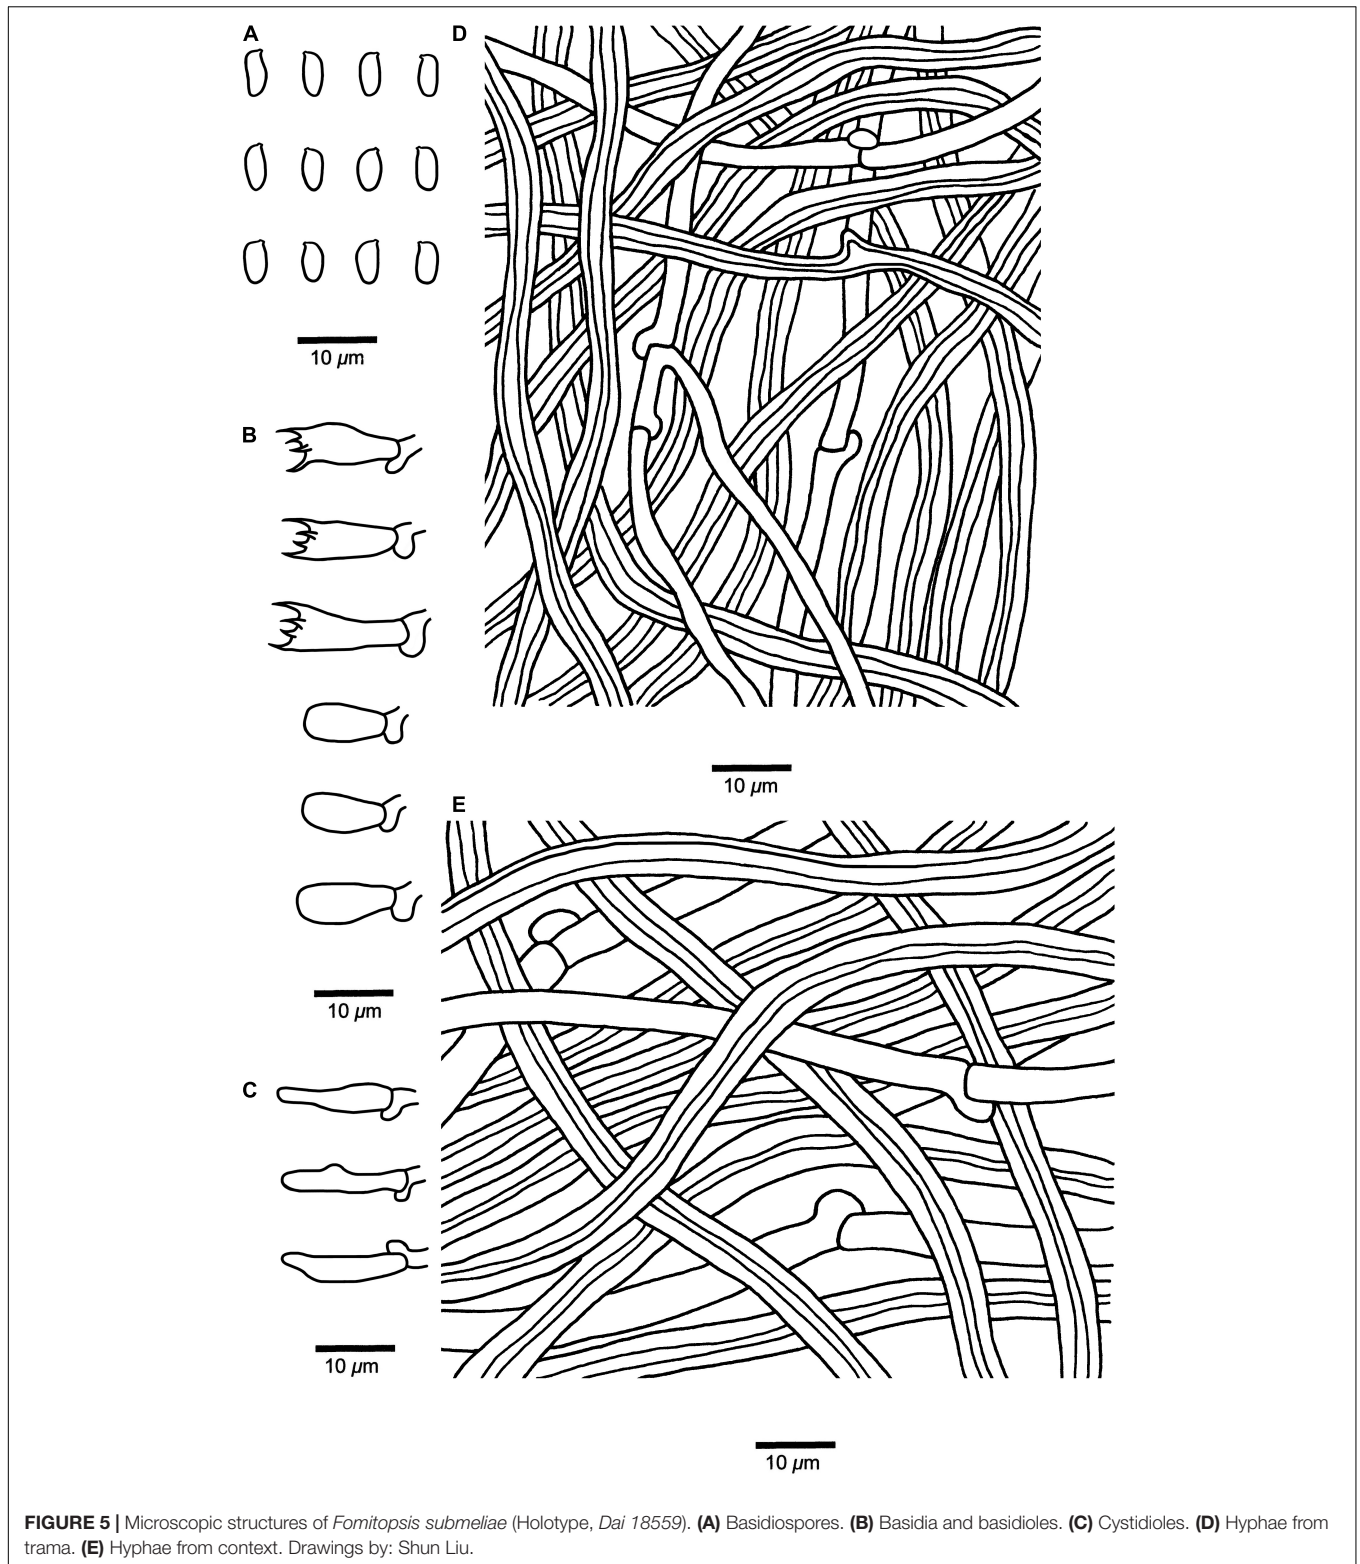 A
D
10 µm
B
10 µm
E
10 µm
C
10 µm
10 µm
FIGURE 5 | Microscopic structures of Fomitopsis submeliae (Holotype, Dai 18559). (A) Basidiospores. (B) Basidia and basidioles. (C) Cystidioles. (D) Hyphae from
trama. (E) Hyphae from context. Drawings by: Shun Liu.